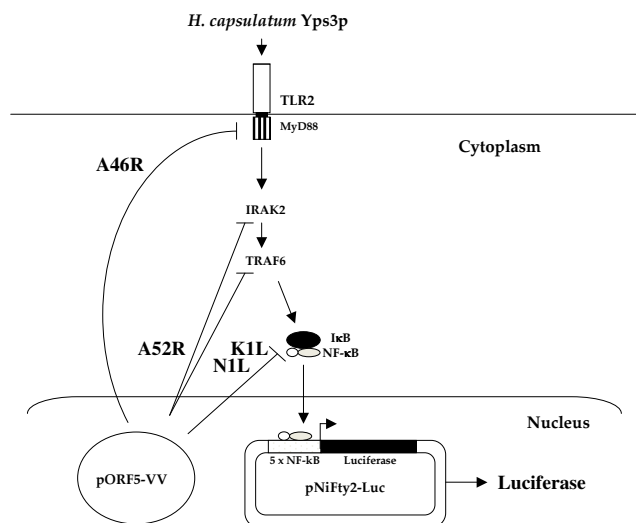 H. capsulatum Yps3p
TLR2
MyD88
Cytoplasm
A46R
IRAK2
TRAF6
IκB
NF-κB
A52R
K1L
N1L
Nucleus
5 x NF-kB
Luciferase
pORF5-VV
pNiFty2-Luc
Luciferase